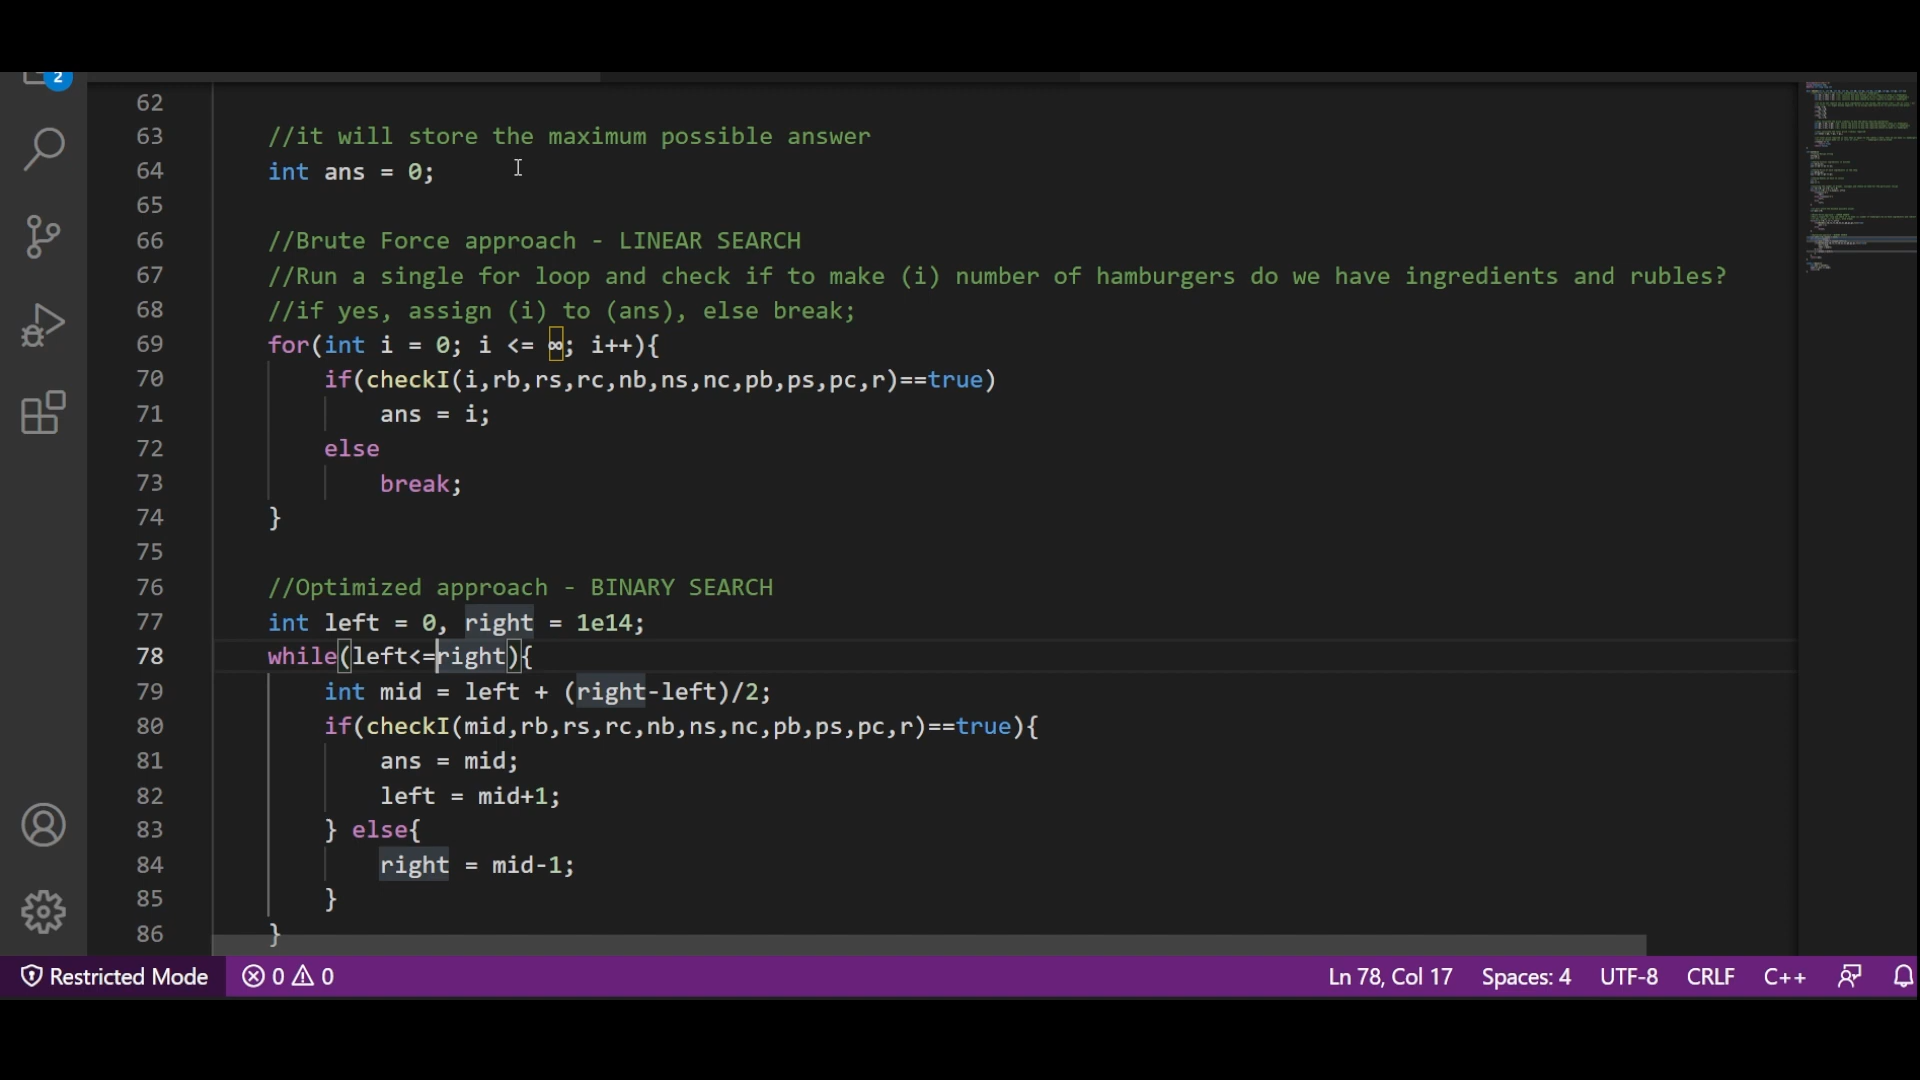 2
62
63 //it will store the maximum possible answer
64 int ans = 0;
65
66 //Brute Force approach - LINEAR SEARCH
67 //Run a single for loop and check if to make (i) number of hamburgers do we have ingredients and rubles?
68 //if yes, assign (i) to (ans), else break;
69 for(int i = 0; i <= ∞; i++){
70 if(checkI(i,rb,rs,rc,nb,ns,nc,pb,ps,pc,r)==true)
71 ans = i;
72 else
73 break;
74 }
75
76 //Optimized approach - BINARY SEARCH
77 int left = 0, right = 1e14;
78 while(left<=right){
79 int mid = left + (right-left)/2;
80 if(checkI(mid,rb,rs,rc,nb,ns,nc,pb,ps,pc,r)==true){
81 ans = mid;
82 left = mid+1;
83 } else{
84 right = mid-1;
85 }
86 }
Restricted Mode 0 0 Ln 78, Col 17 Spaces: 4 UTF-8 CRLF C++